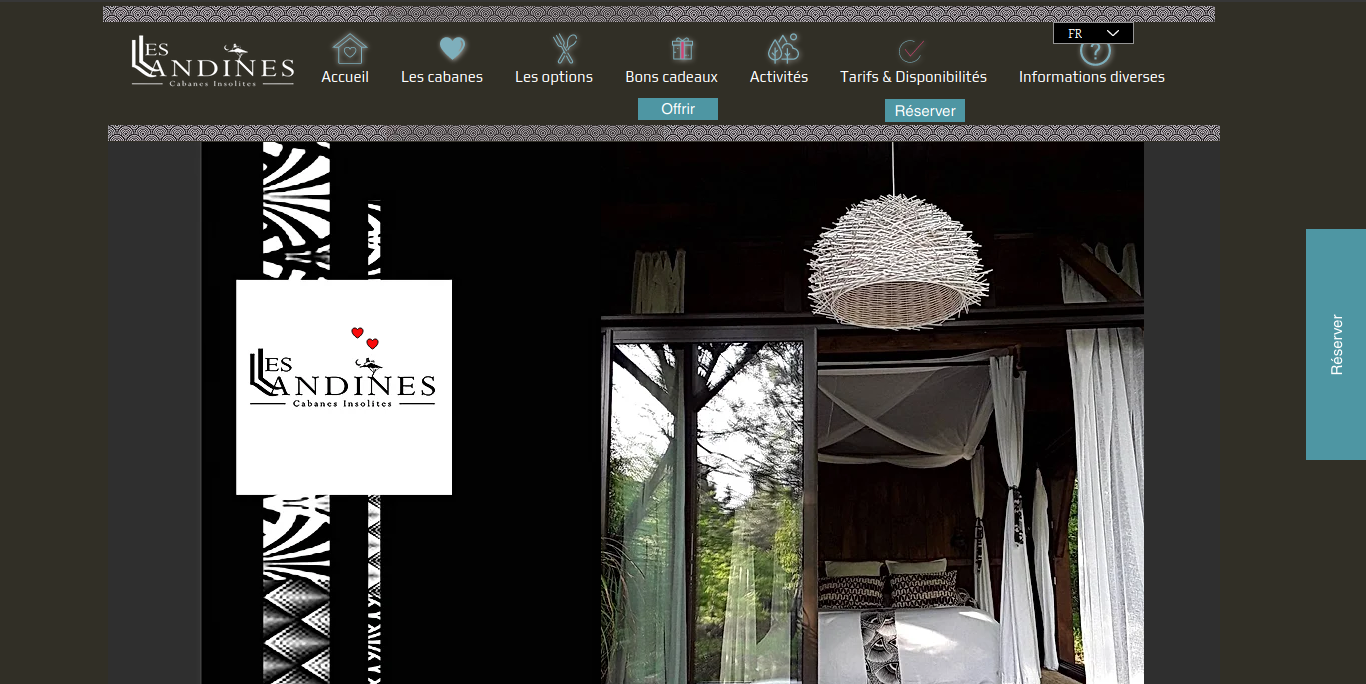 LES
LANDINES
Cabanes Insolites
Accueil
Les cabanes
Les options
Bons cadeaux
Activités
Tarifs & Disponibilités
Informations diverses
FR
?
Offrir
Réserver
LES
LANDINES
Cabanes Insolites
Réserver